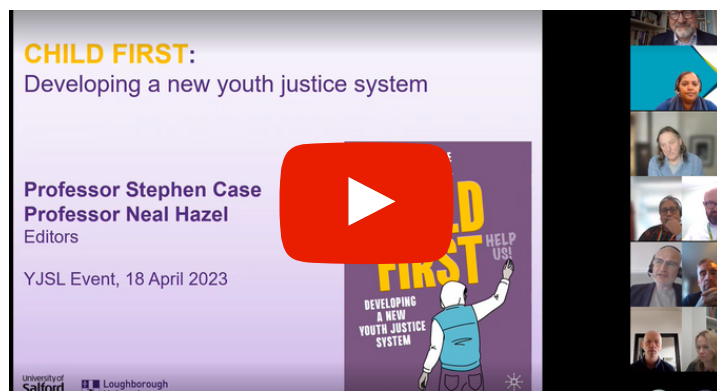 CHILD FIRST:
Developing a new youth justice system
Professor Stephen Case
Professor Neal Hazel
Editors
YJSL Event, 18 April 2023
FIRST
HELP
US!
DEVELOPING
A NEW
YOUTH JUSTICE
SYSTEM
University of
Salford
Loughborough